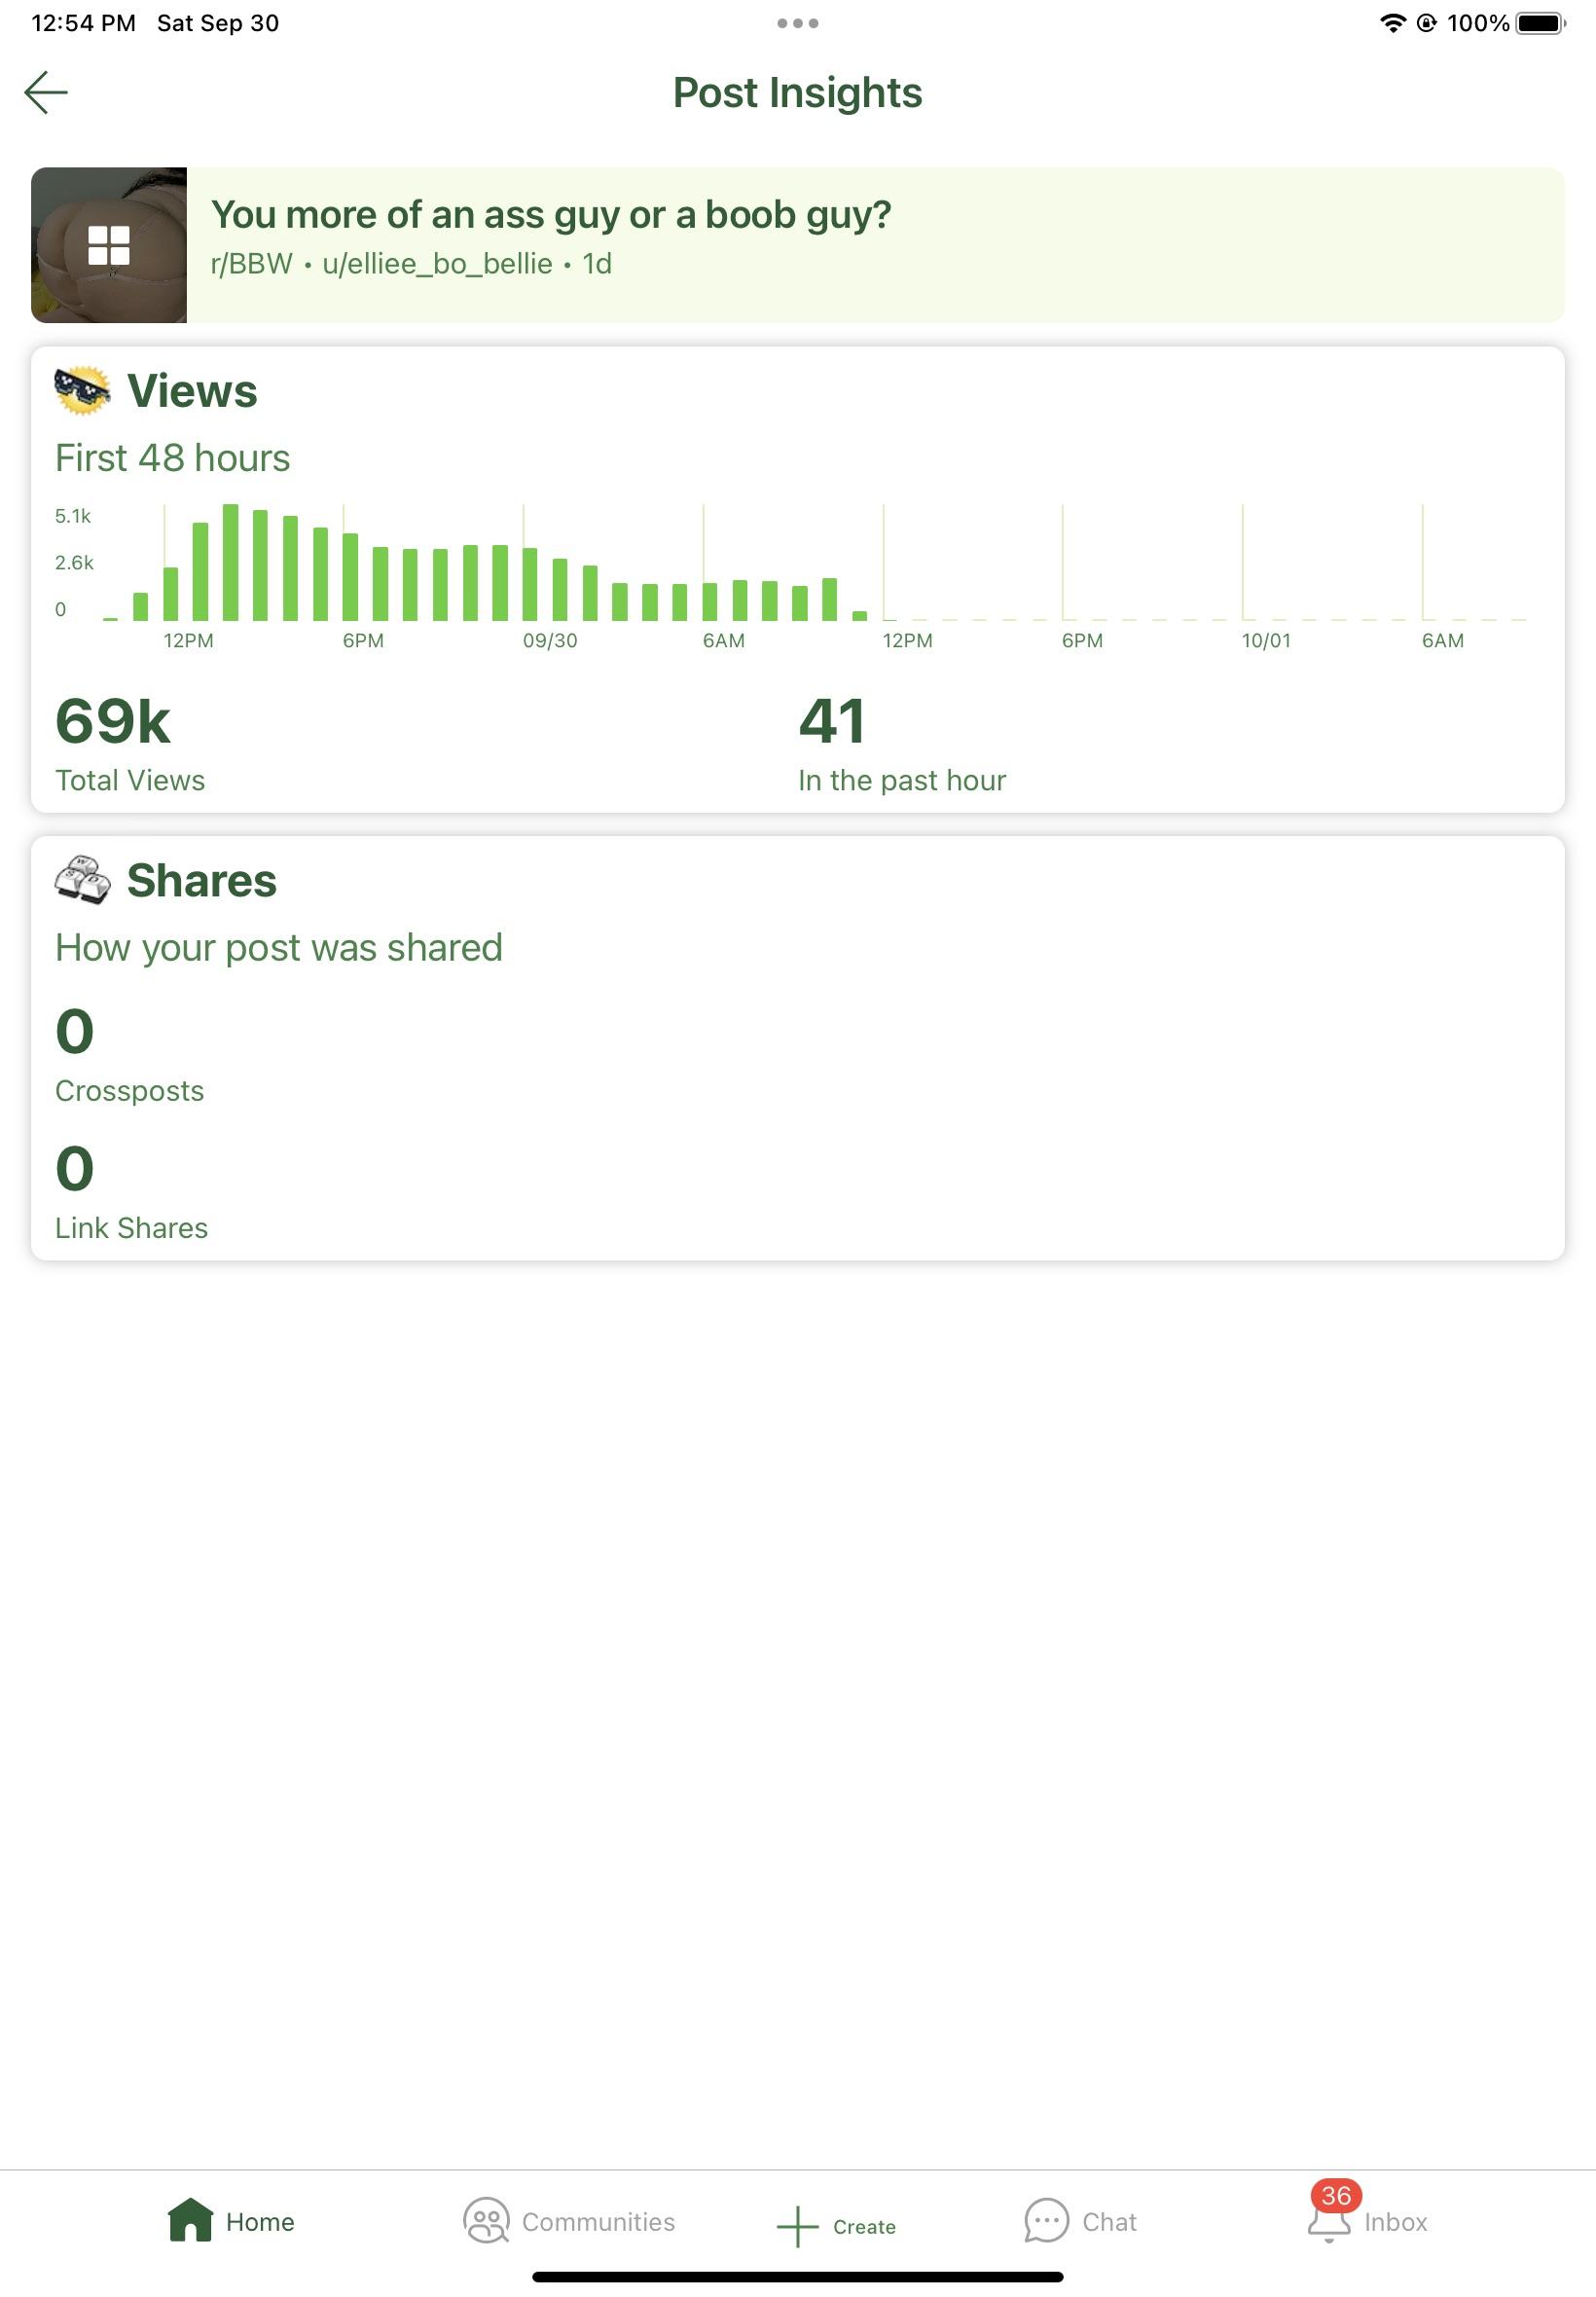 12:54 PM Sat Sep 30
100%
Post Insights
You more of an ass guy or a boob guy?
r/BBW • u/elliee_bo_bellie • 1d
Views
First 48 hours
5.1k
2.6k
0
12PM 6PM 09/30 6AM 12PM 6PM 10/01 6AM
69k 41
Total Views In the past hour
W
S D
Shares
How your post was shared
0
Crossposts
0
Link Shares
36
Home Communities Create Chat Inbox